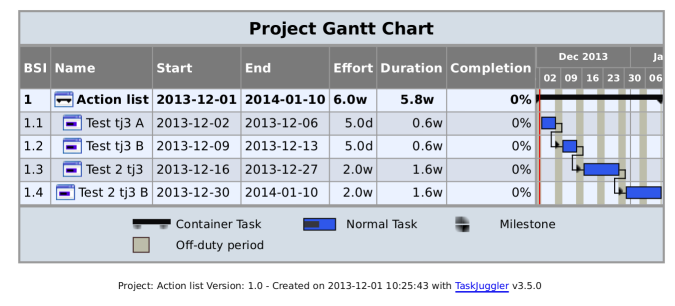 Project Gantt Chart
BSI Name Start End Effort Duration Completion Dec 2013 Ja
02 09 16 23 30 06
1 Action list 2013-12-01 2014-01-10 6.0w 5.8w 0%
1.1 Test tj3 A 2013-12-02 2013-12-06 5.0d 0.6w 0%
1.2 Test tj3 B 2013-12-09 2013-12-13 5.0d 0.6w 0%
1.3 Test 2 tj3 2013-12-16 2013-12-27 2.0w 1.6w 0%
1.4 Test 2 tj3 B 2013-12-30 2014-01-10 2.0w 1.6w 0%
Container Task Normal Task Milestone
Off-duty period
Project: Action list Version: 1.0 - Created on 2013-12-01 10:25:43 with TaskJuggler v3.5.0